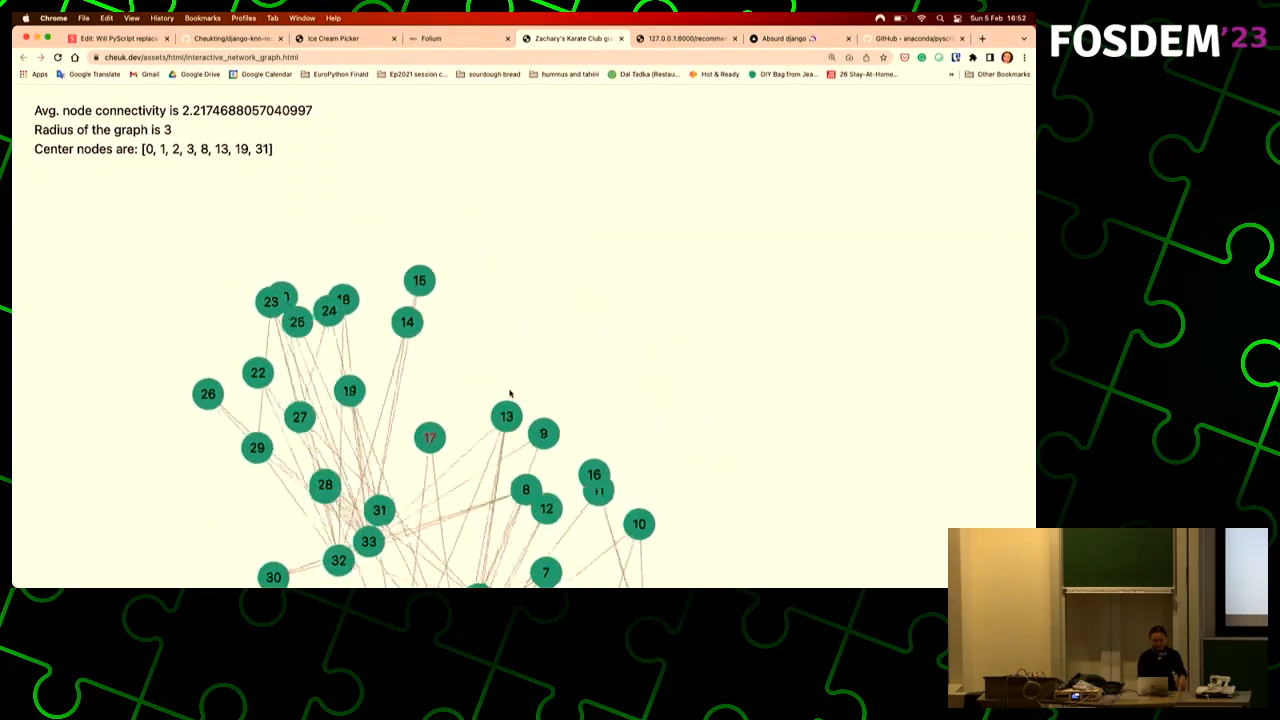 Chrome File Edit View History Bookmarks Profiles Tab Window Help
Sun 5 Feb 16:52
FOSDEM'23
Edit: Will PyScript replace
Cheukting/django-knn-rec
Ice Cream Picker
Folium
Zachary's Karate Club gr
127.0.0.1:8000/recomme
Absurd django
GitHub - anaconda/pysc
cheuk.dev/assets/html/interactive_network_graph.html
Apps Google Translate Gmail Google Drive Google Calendar EuroPython Finaid Ep2021 session c... sourdough bread hummus and tahini Dal Tadka (Restau... Hot & Ready DIY Bag from Jea... 26 Stay-At-Home... » Other Bookmarks
Avg. node connectivity is 2.2174688057040997
Radius of the graph is 3
Center nodes are: [0, 1, 2, 3, 8, 13, 19, 31]
15
23
18
24
25
14
22
19
26
27
13
9
17
29
16
28
8
11
12
31
10
33
32
7
30